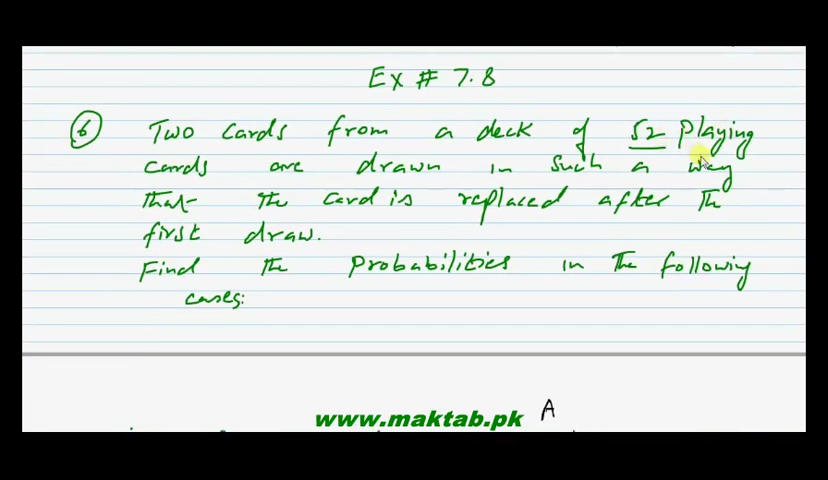 Ex # 7.8
6 Two cards from a deck of 52 Playing
cards are drawn in such a way
that the card is replaced after the
first draw.
Find the Probabilities in the following
cases:
A
www.maktab.pk